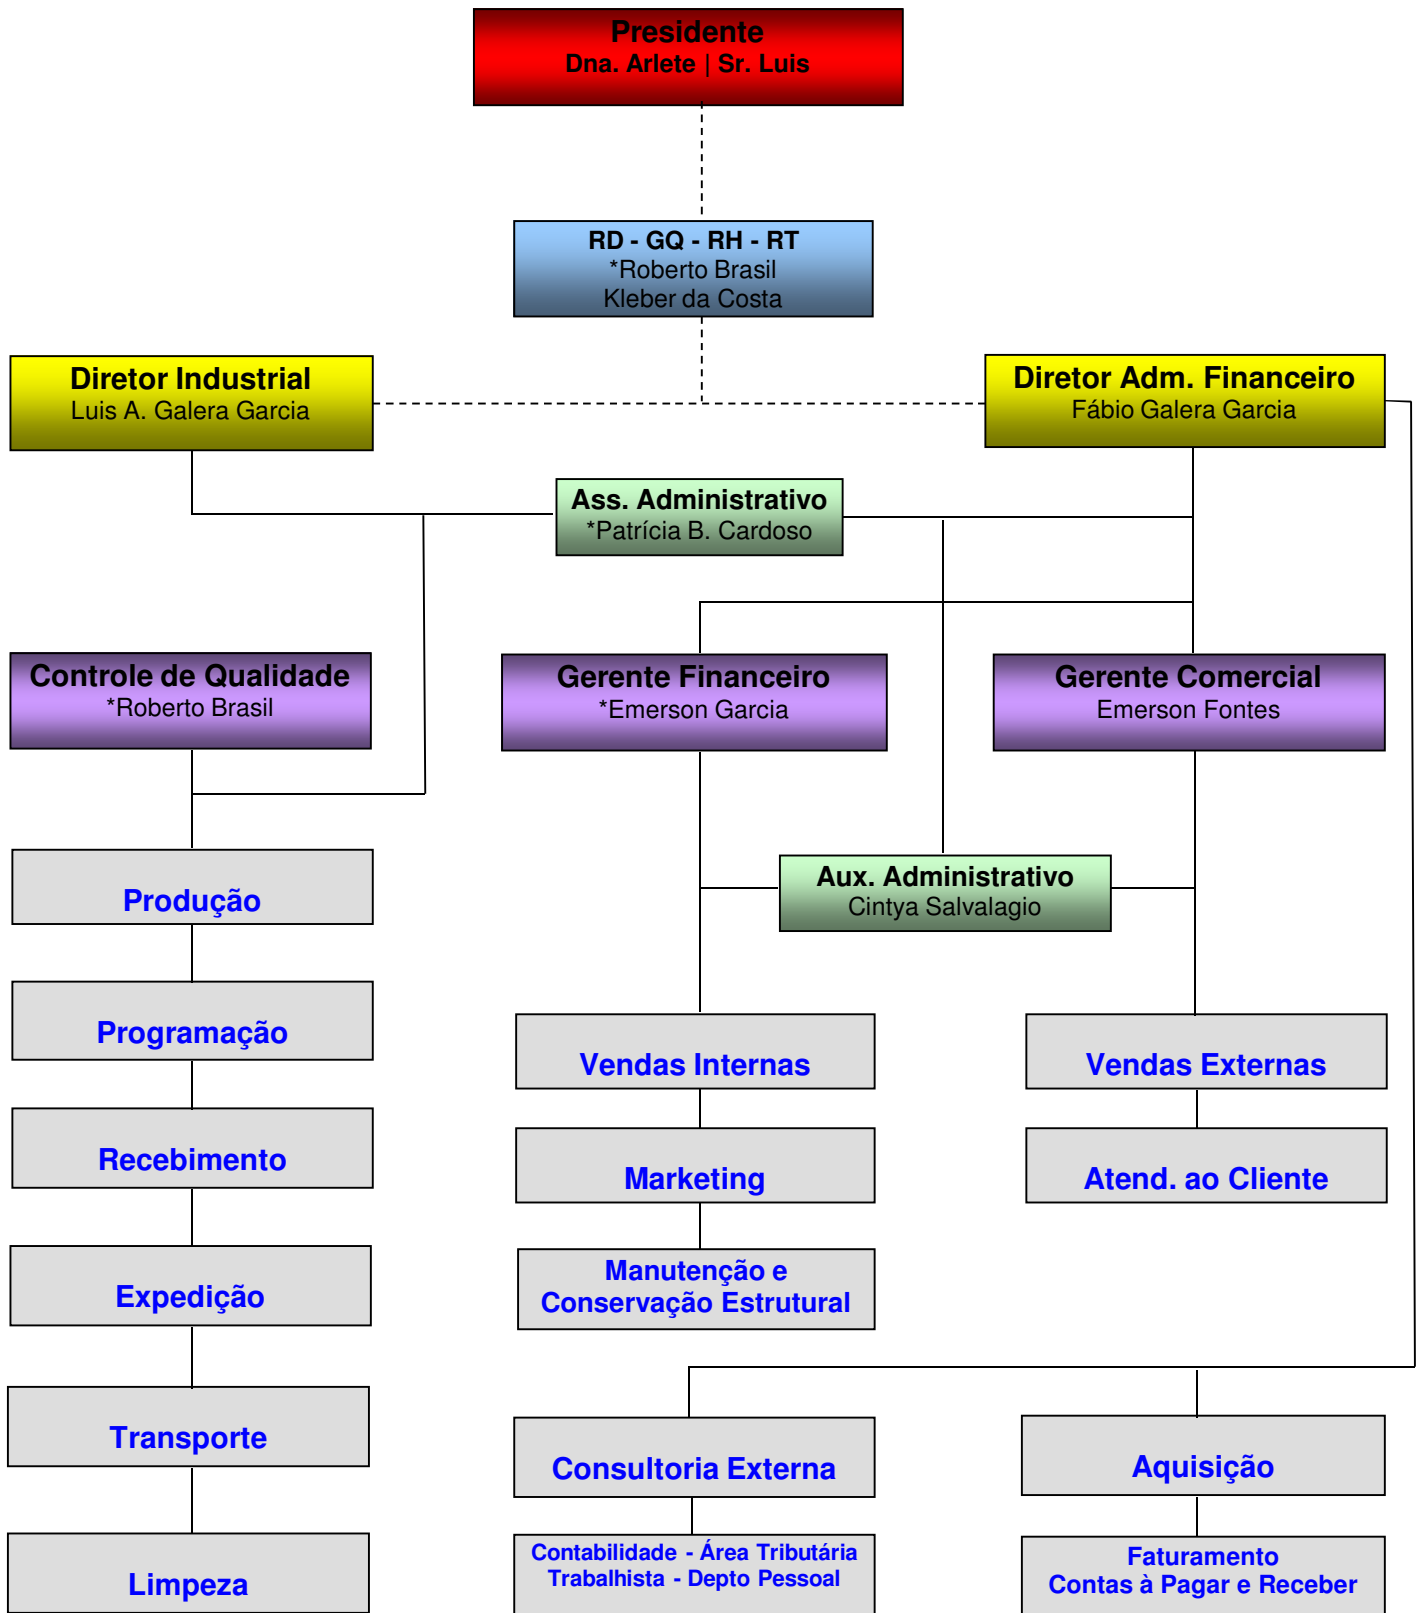 Presidente
Dna. Arlete | Sr. Luis
RD - GQ - RH - RT
*Roberto Brasil
Kleber da Costa
Diretor Industrial
Luis A. Galera Garcia
Diretor Adm. Financeiro
Fábio Galera Garcia
Ass. Administrativo
*Patrícia B. Cardoso
Controle de Qualidade
*Roberto Brasil
Gerente Financeiro
*Emerson Garcia
Gerente Comercial
Emerson Fontes
Produção
Aux. Administrativo
Cintya Salvalagio
Programação
Vendas Internas
Vendas Externas
Recebimento
Marketing
Atend. ao Cliente
Expedição
Manutenção e
Conservação Estrutural
Transporte
Consultoria Externa
Aquisição
Limpeza
Contabilidade - Área Tributária
Trabalhista - Depto Pessoal
Faturamento
Contas à Pagar e Receber